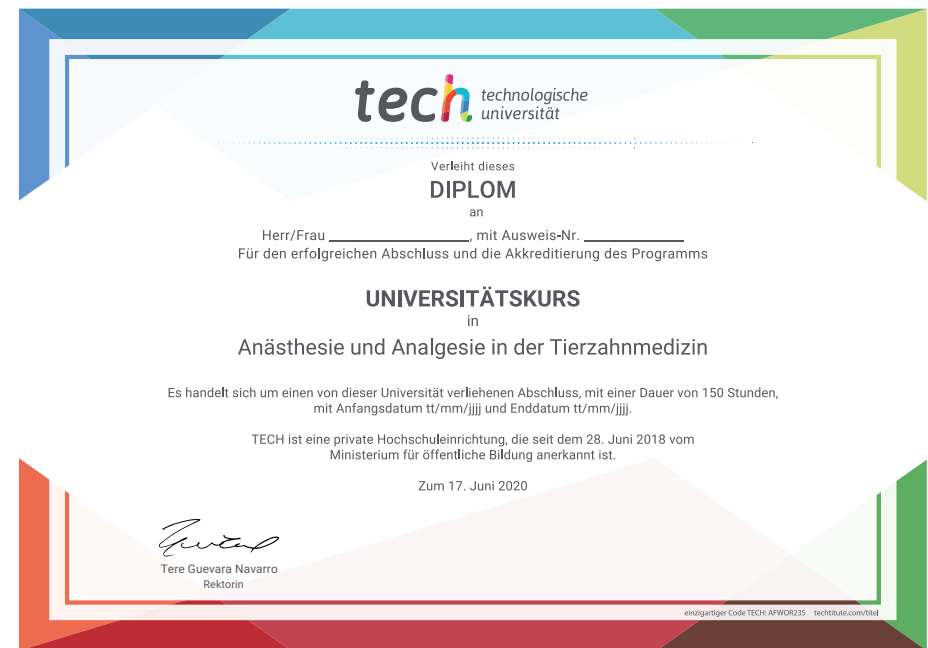 tech technologische
universität
Verleiht dieses
DIPLOM
an
Herr/Frau ____________________, mit Ausweis-Nr. ______________
Für den erfolgreichen Abschluss und die Akkreditierung des Programms
UNIVERSITÄTSKURS
in
Anästhesie und Analgesie in der Tierzahnmedizin
Es handelt sich um einen von dieser Universität verliehenen Abschluss, mit einer Dauer von 150 Stunden,
mit Anfangsdatum tt/mm/jjjj und Enddatum tt/mm/jjjj.
TECH ist eine private Hochschuleinrichtung, die seit dem 28. Juni 2018 vom
Ministerium für öffentliche Bildung anerkannt ist.
Zum 17. Juni 2020
Tere Guevara Navarro
Rektorin
einzigartiger Code TECH: AFWOR23S techtitute.com/titel